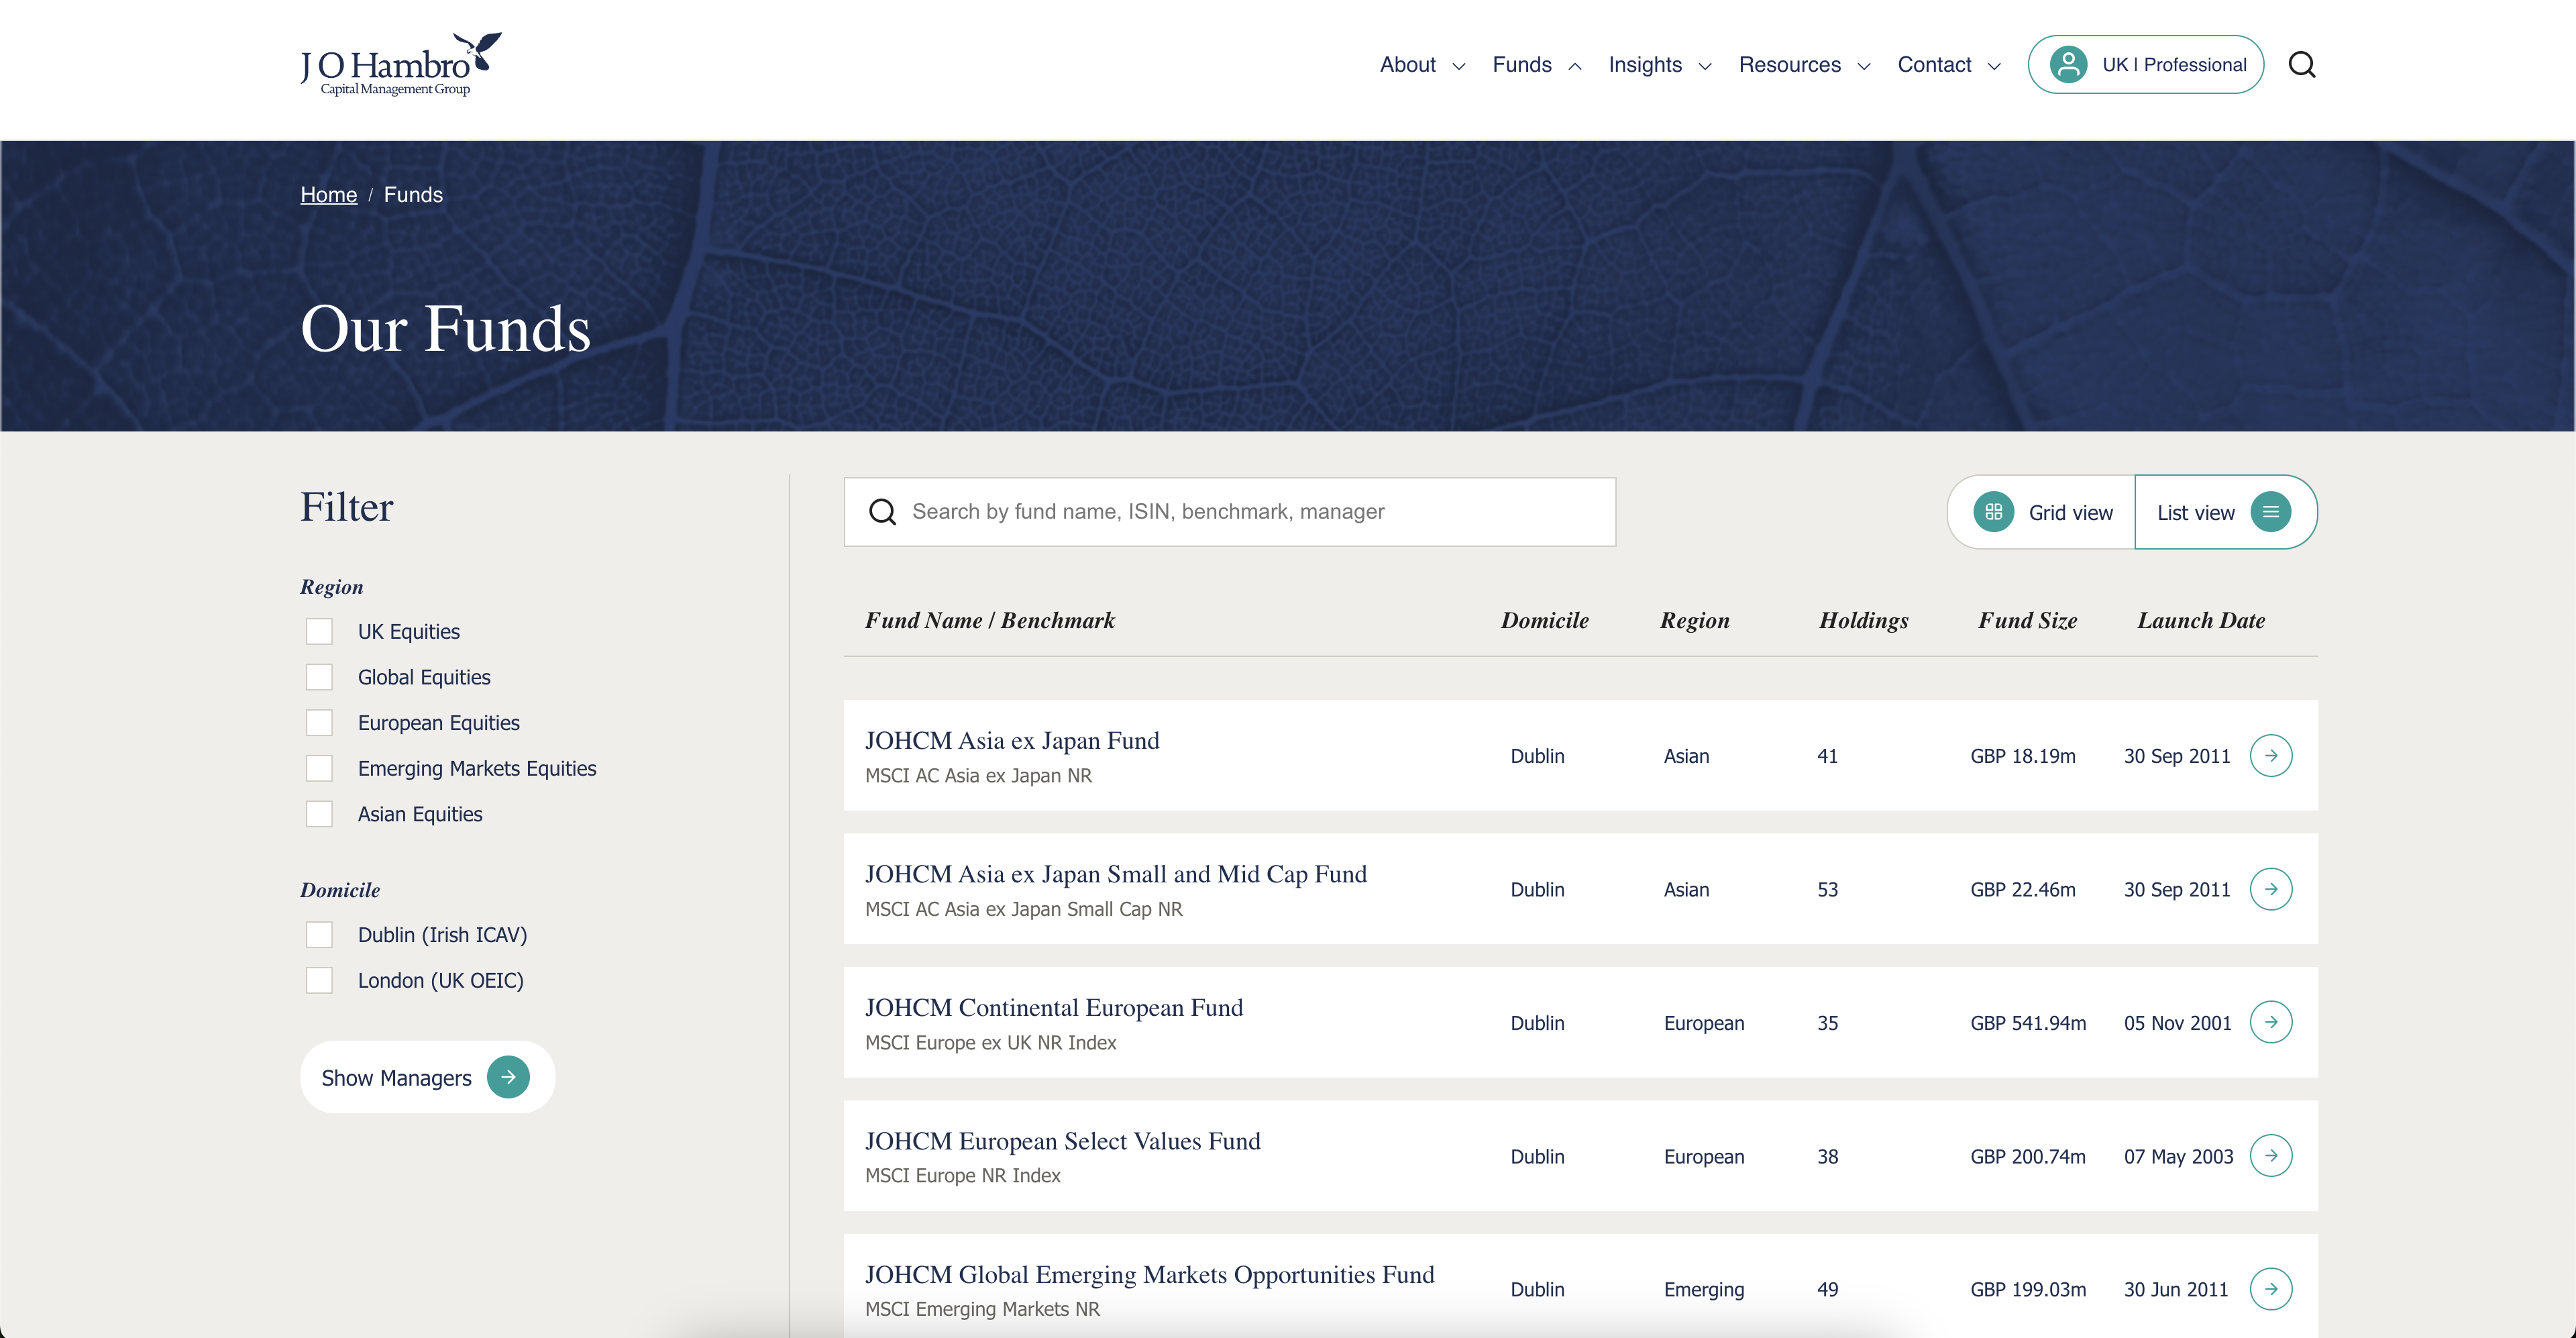 J O Hambro
Capital Management Group
About Funds Insights Resources Contact UK | Professional
Home / Funds
Our Funds
Filter
Region
UK Equities
Global Equities
European Equities
Emerging Markets Equities
Asian Equities
Domicile
Dublin (Irish ICAV)
London (UK OEIC)
Show Managers
Search by fund name, ISIN, benchmark, manager
Grid view List view
Fund Name / Benchmark Domicile Region Holdings Fund Size Launch Date
JOHCM Asia ex Japan Fund
MSCI AC Asia ex Japan NR
Dublin Asian 41 GBP 18.19m 30 Sep 2011
JOHCM Asia ex Japan Small and Mid Cap Fund
MSCI AC Asia ex Japan Small Cap NR
Dublin Asian 53 GBP 22.46m 30 Sep 2011
JOHCM Continental European Fund
MSCI Europe ex UK NR Index
Dublin European 35 GBP 541.94m 05 Nov 2001
JOHCM European Select Values Fund
MSCI Europe NR Index
Dublin European 38 GBP 200.74m 07 May 2003
JOHCM Global Emerging Markets Opportunities Fund
MSCI Emerging Markets NR
Dublin Emerging 49 GBP 199.03m 30 Jun 2011